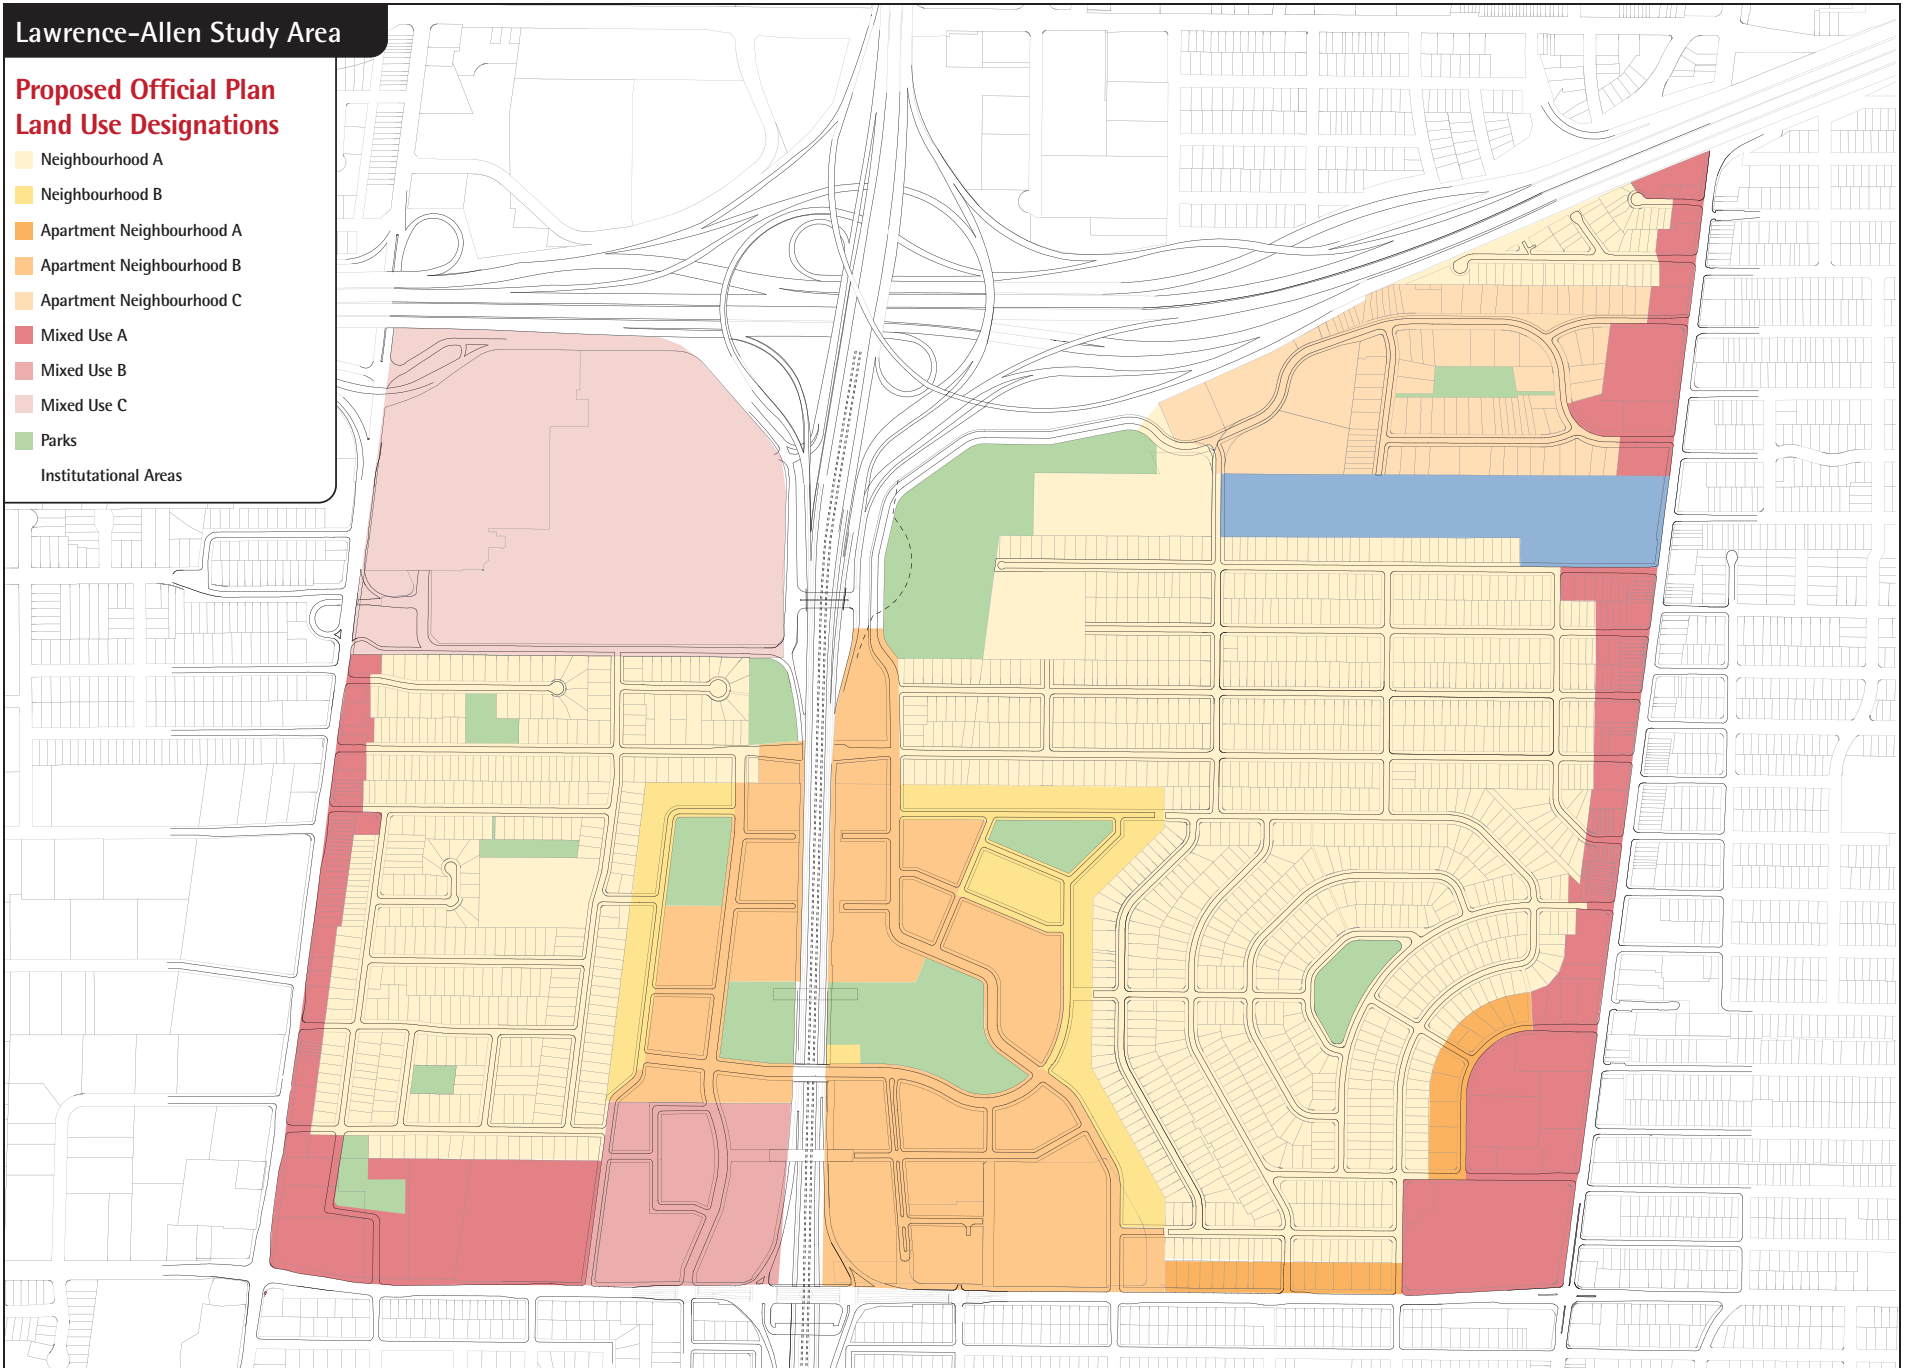 Lawrence-Allen Study Area
Proposed Official Plan
Land Use Designations
Neighbourhood A
Neighbourhood B
Apartment Neighbourhood A
Apartment Neighbourhood B
Apartment Neighbourhood C
Mixed Use A
Mixed Use B
Mixed Use C
Parks
Institutational Areas